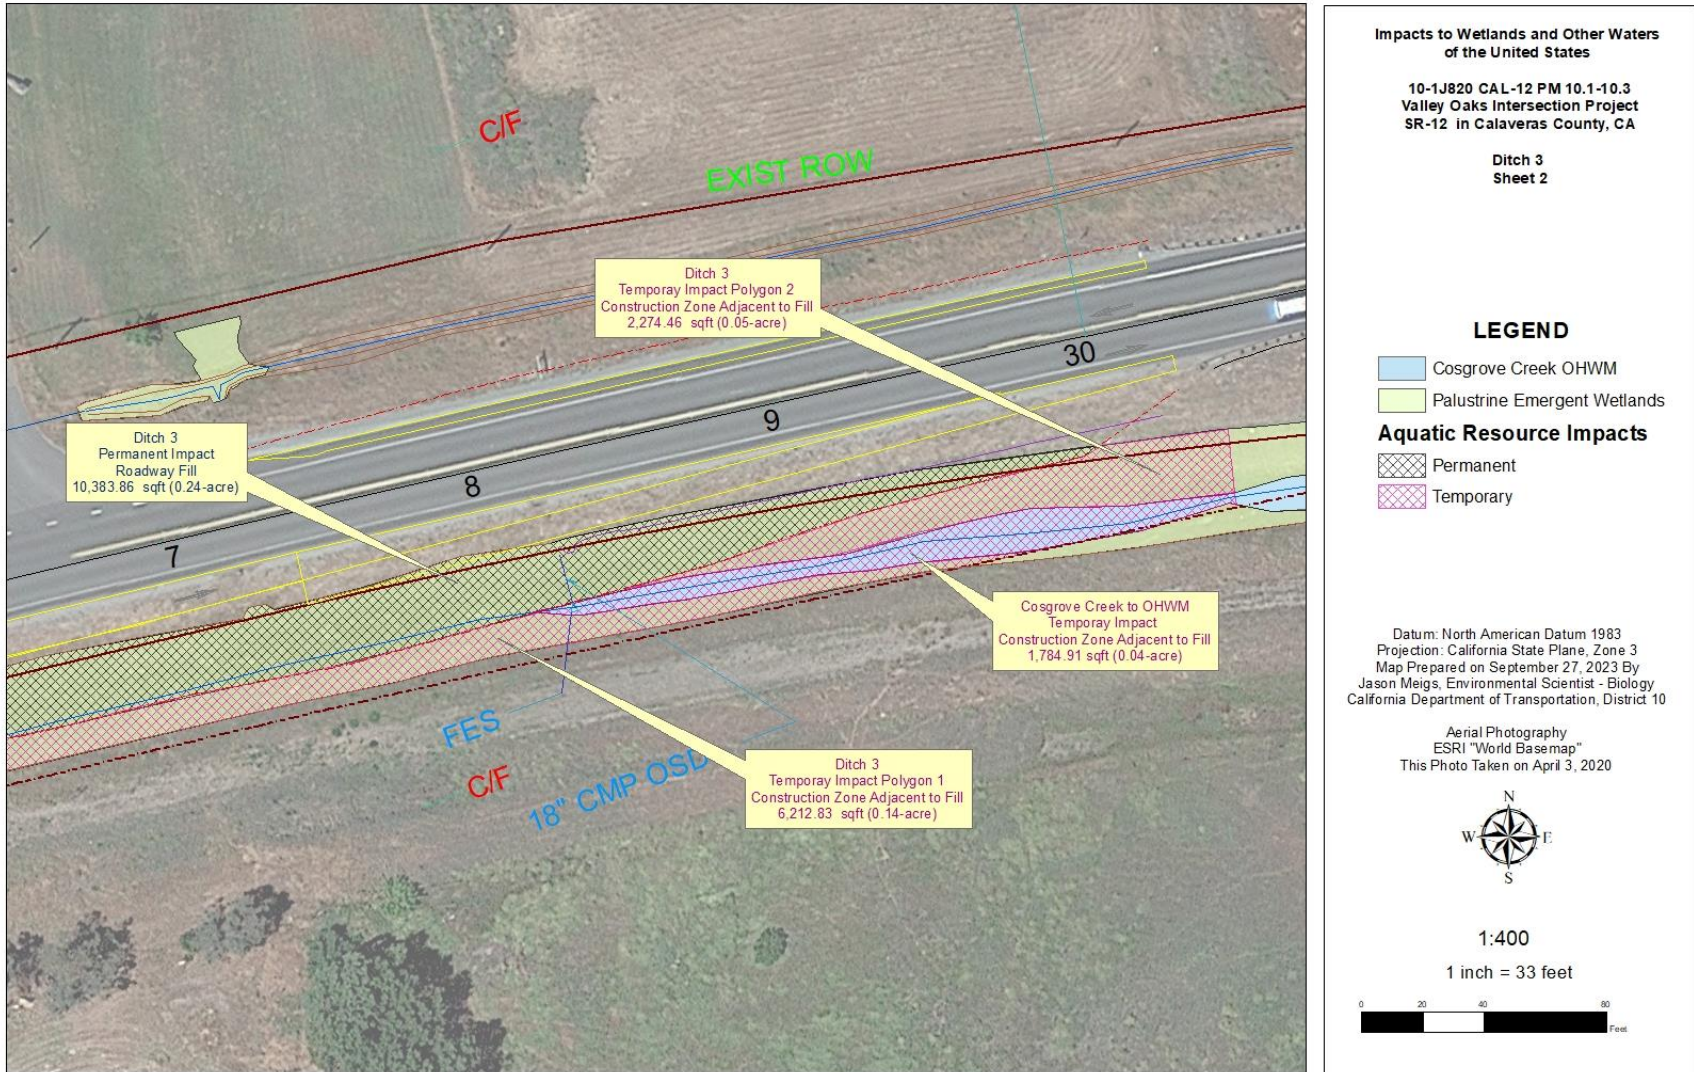 C/F
EXIST ROW
Ditch 3
Temporay Impact Polygon 2
Construction Zone Adjacent to Fill
2,274.46 sqft (0.05-acre)
30
9
Ditch 3
Permanent Impact
Roadway Fill
10,383.86 sqft (0.24-acre)
8
7
Cosgrove Creek to OHWM
Temporay Impact
Construction Zone Adjecent to Fill
1,784.91 sqft (0.04-acre)
FES
C/F
18" CMP OSD
Ditch 3
Temporay Impact Polygon 1
Construction Zone Adjacent to Fill
6,212.83 sqft (0.14-acre)
Impacts to Wetlands and Other Waters
of the United States
10-1J820 CAL-12 PM 10.1-10.3
Valley Oaks Intersection Project
SR-12 in Calaveras County, CA
Ditch 3
Sheet 2
LEGEND
Cosgrove Creek OHWM
Palustrine Emergent Wetlands
Aquatic Resource Impacts
Permanent
Temporary
Datum: North American Datum 1983
Projection: California State Plane, Zone 3
Map Prepared on September 27, 2023 By
Jason Meigs, Environmental Scientist - Biology
California Department of Transportation, District 10
Aerial Photography
ESRI "World Basemap"
This Photo Taken on April 3, 2020
N
W E
S
1:400
1 inch = 33 feet
0 20 40 80
Feet